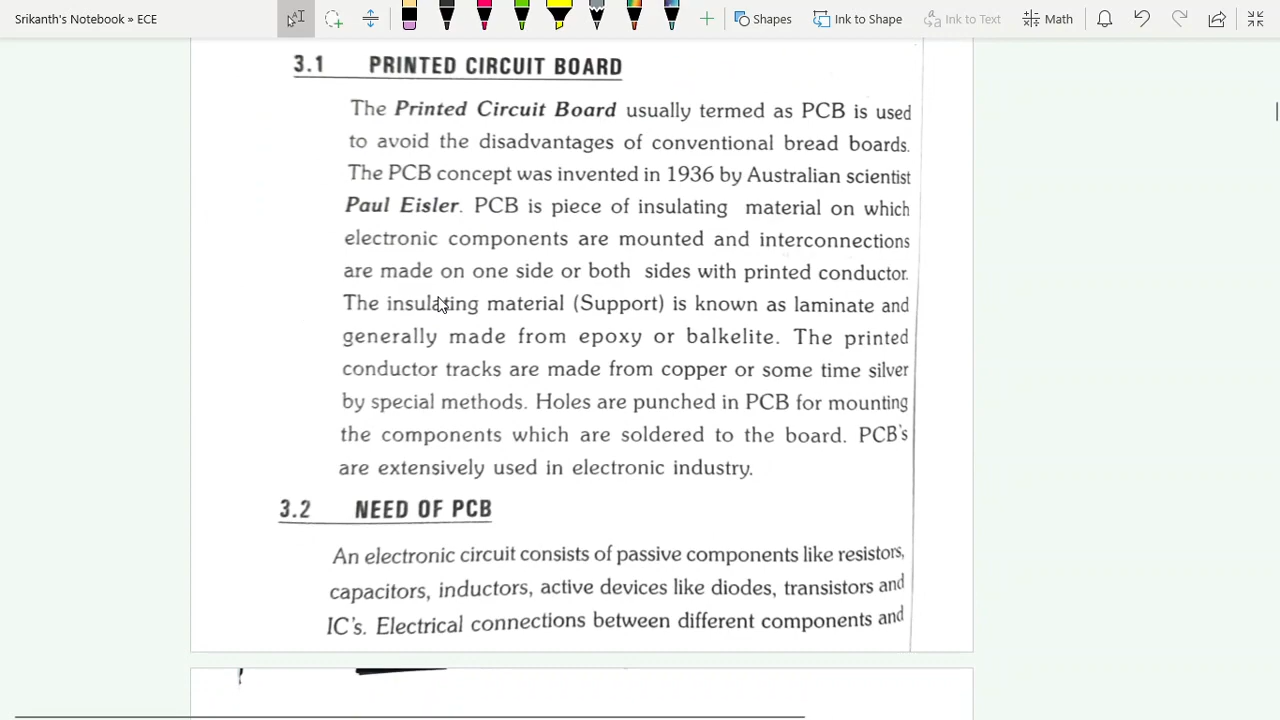 Srikanth's Notebook » ECE
Shapes
Ink to Shape
Ink to Text
Math
3.1 PRINTED CIRCUIT BOARD
The Printed Circuit Board usually termed as PCB is used
to avoid the disadvantages of conventional bread boards.
The PCB concept was invented in 1936 by Australian scientist
Paul Eisler. PCB is piece of insulating material on which
electronic components are mounted and interconnections
are made on one side or both sides with printed conductor.
The insulating material (Support) is known as laminate and
generally made from epoxy or balkelite. The printed
conductor tracks are made from copper or some time silver
by special methods. Holes are punched in PCB for mounting
the components which are soldered to the board. PCB's
are extensively used in electronic industry.
3.2 NEED OF PCB
An electronic circuit consists of passive components like resistors,
capacitors, inductors, active devices like diodes, transistors and
IC's. Electrical connections between different components and